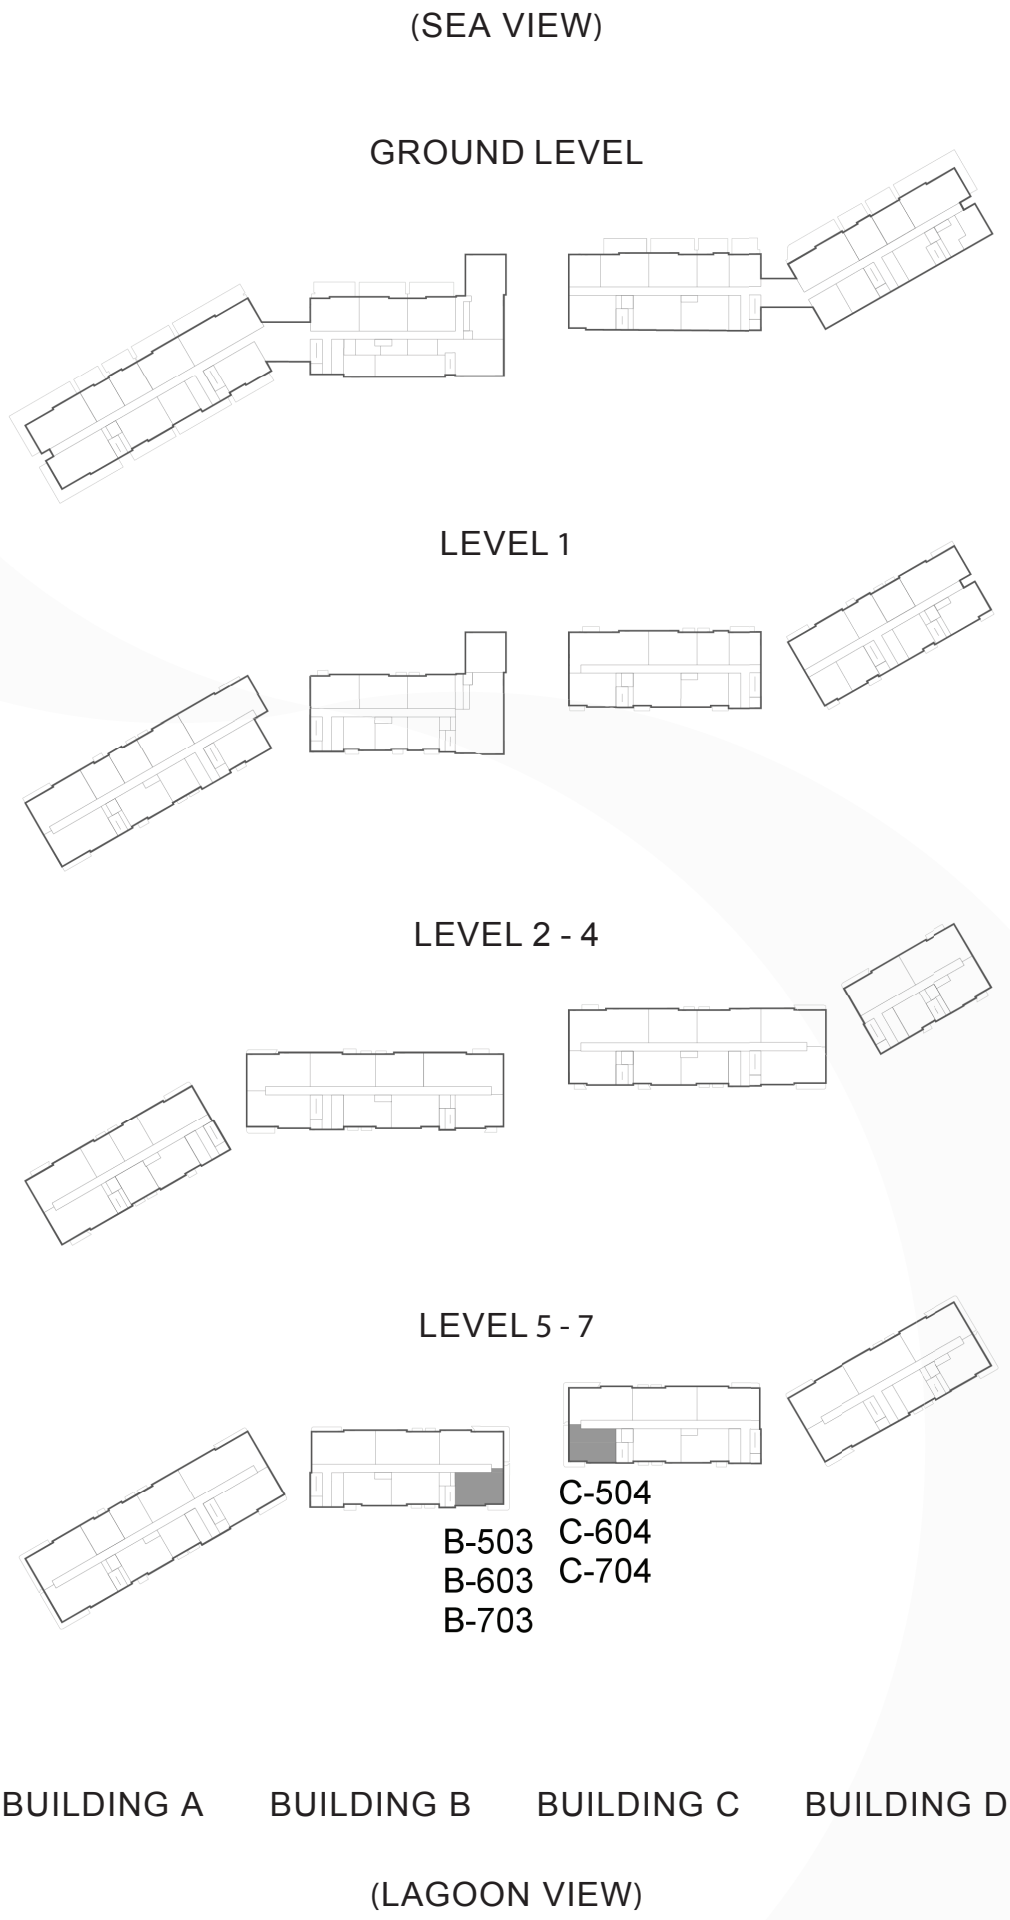 (SEA VIEW)
GROUND LEVEL
LEVEL 1
LEVEL 2 - 4
LEVEL 5 - 7
C-504
C-604
C-704
B-503
B-603
B-703
BUILDING A
BUILDING B
BUILDING C
BUILDING D
(LAGOON VIEW)